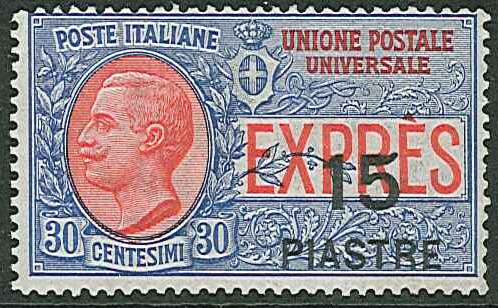 POSTE ITALIANE
UNIONE POSTALE
UNIVERSALE
EXPRÈS
15
PIASTRE
30 CENTESIMI 30